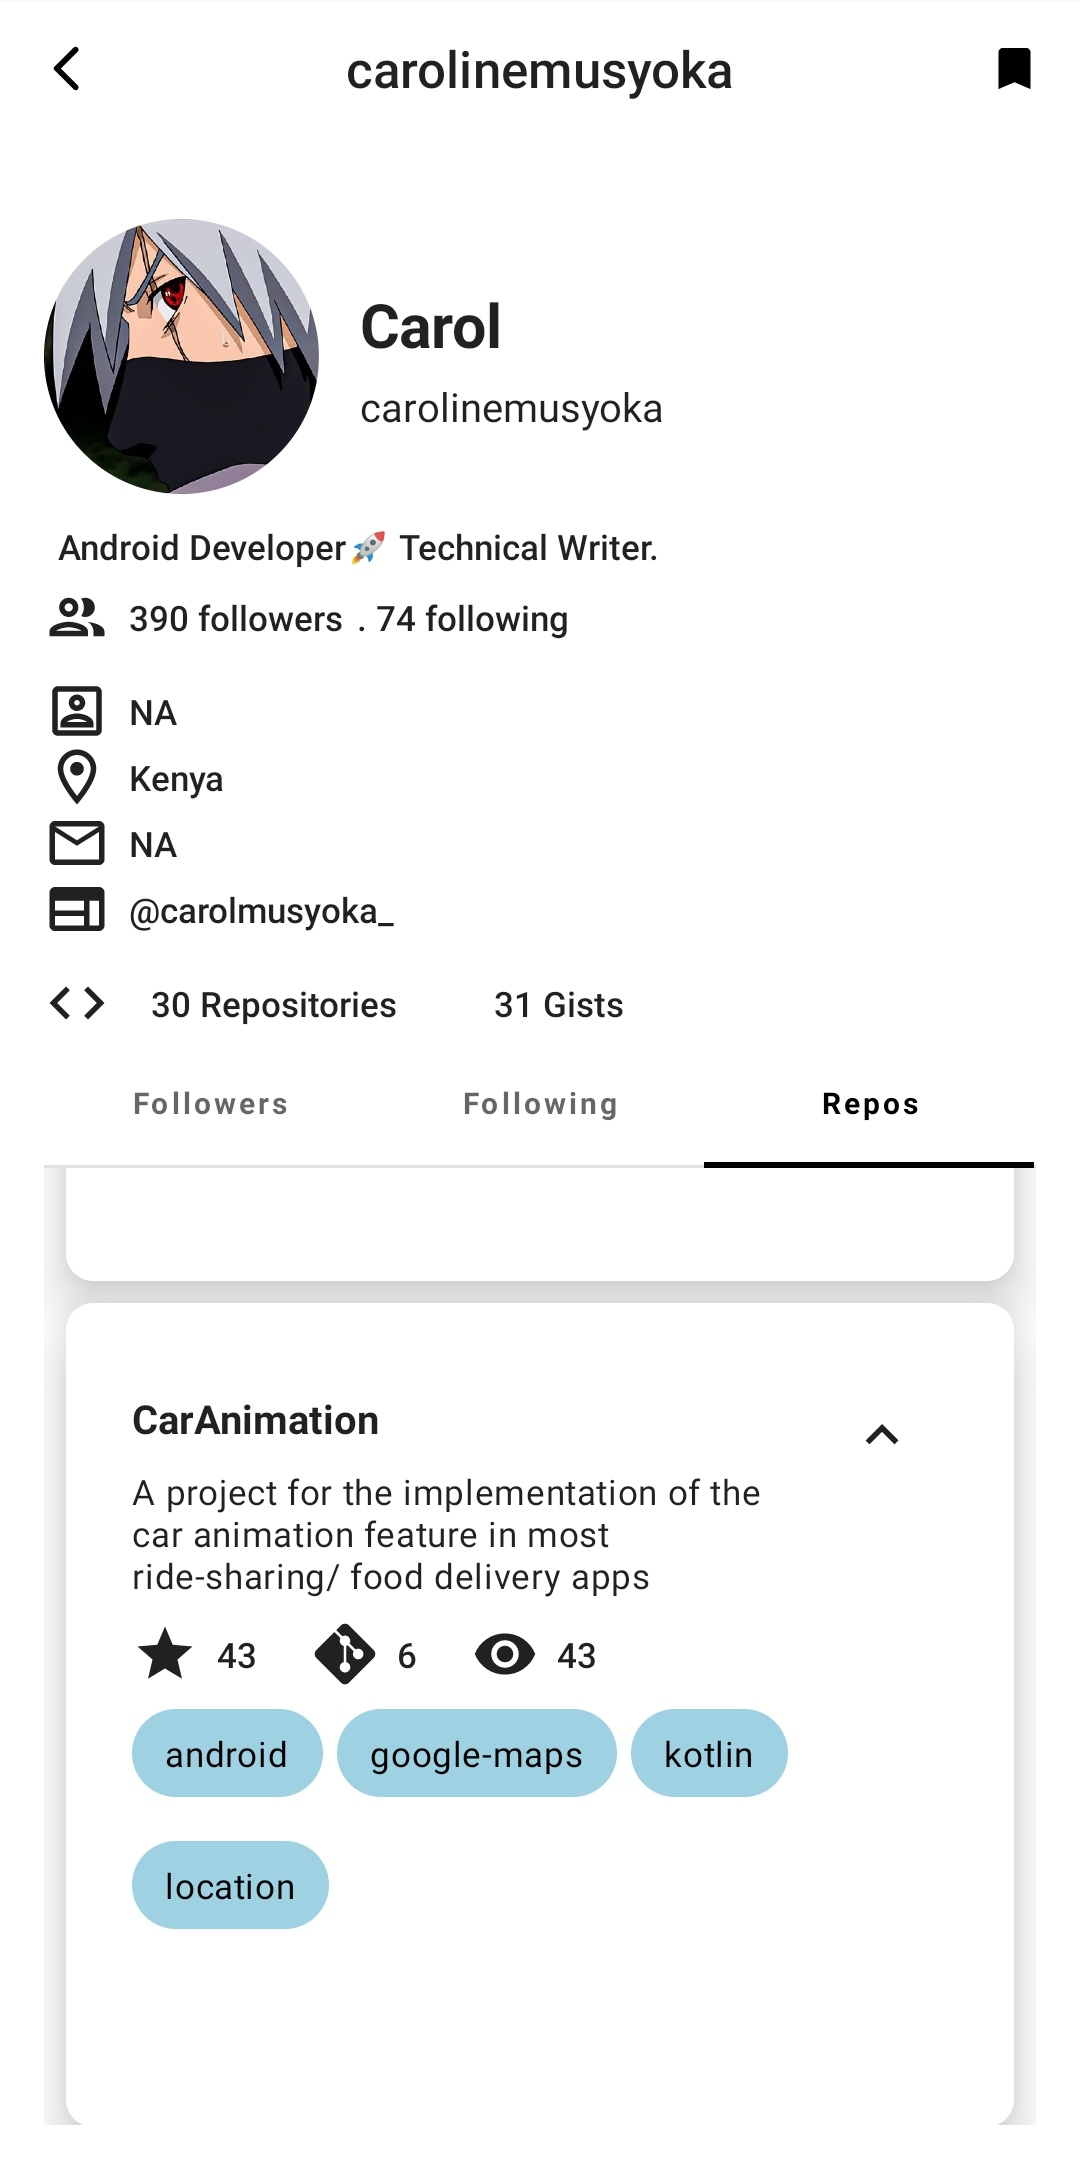 carolinemusyoka
Carol
carolinemusyoka
Android Developer🚀 Technical Writer.
390 followers . 74 following
NA
Kenya
NA
@carolmusyoka_
30 Repositories 31 Gists
Followers Following Repos
CarAnimation
A project for the implementation of the
car animation feature in most
ride-sharing/ food delivery apps
43 6 43
android google-maps kotlin
location